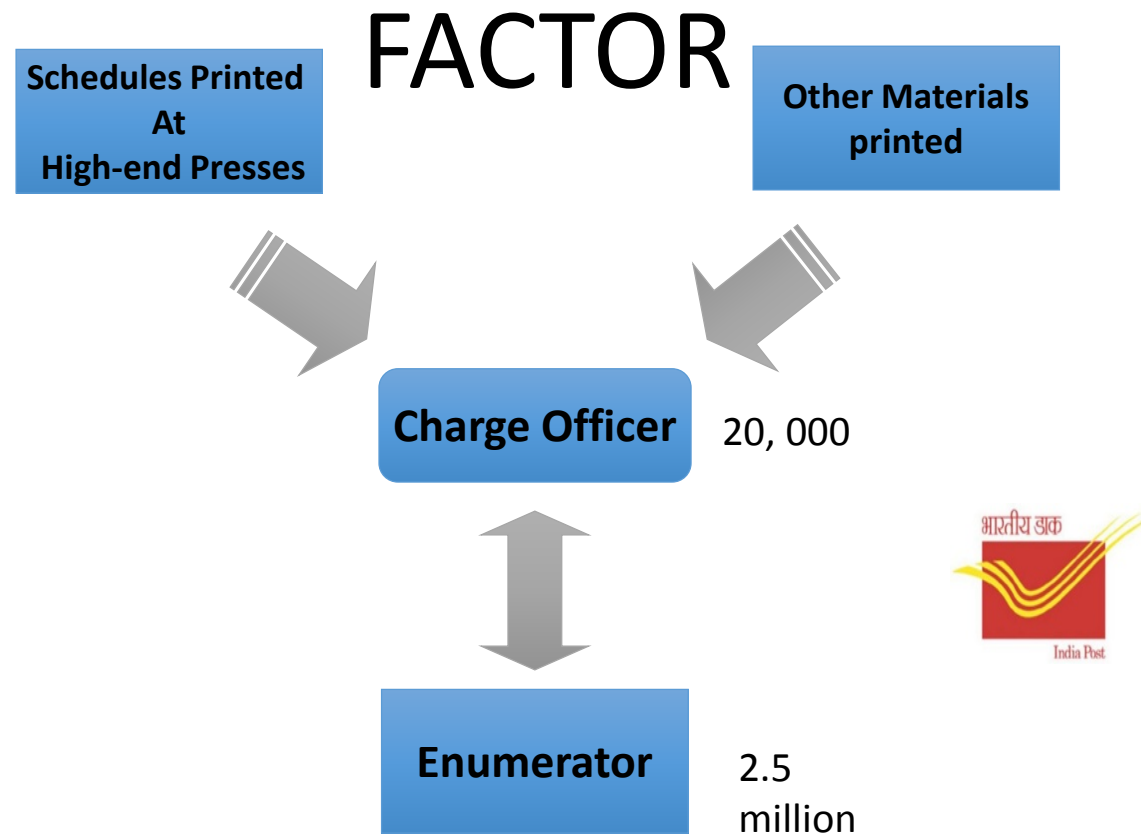 FACTOR
Schedules Printed
At
High-end Presses
Other Materials
printed
Charge Officer
20, 000
भारतीय डाक
India Post
Enumerator
2.5
million